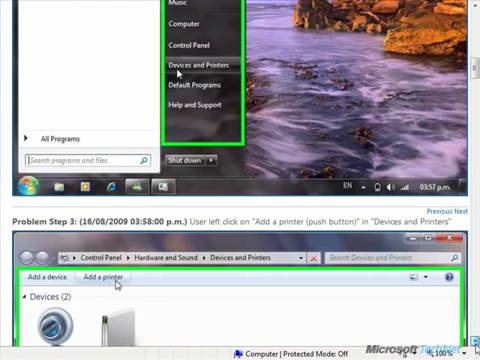 Music
Computer
Control Panel
Devices and Printers
Default Programs
Help and Support
All Programs
Search programs and files
Shut down
EN
03:57 p.m.
Previous Next
Problem Step 3: (16/08/2009 03:58:00 p.m.) User left click on "Add a printer (push button)" in "Devices and Printers"
Control Panel Hardware and Sound Devices and Printers
Search Devices and Printers
Add a device
Add a printer
Devices (2)
Microsoft TechNet
Computer | Protected Mode: Off
100%